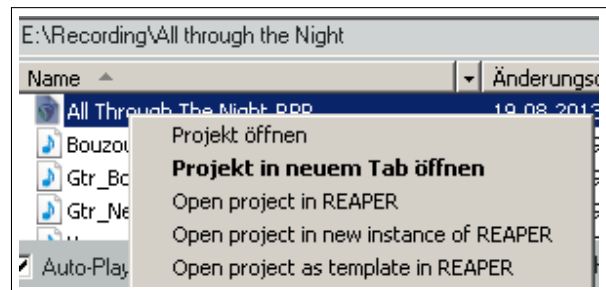 E:\Recording\All through the Night
Name Änderungsd
All Through The Night.RPP 19.08.2013
Bouzou
Projekt öffnen
Gtr_Bo
Projekt in neuem Tab öffnen
Gtr_Ne
Open project in REAPER
Open project in new instance of REAPER
Auto-Play
Open project as template in REAPER